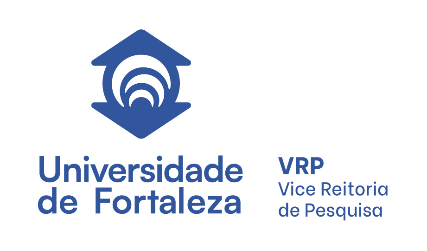 Universidade
de Fortaleza
VRP
Vice Reitoria
de Pesquisa